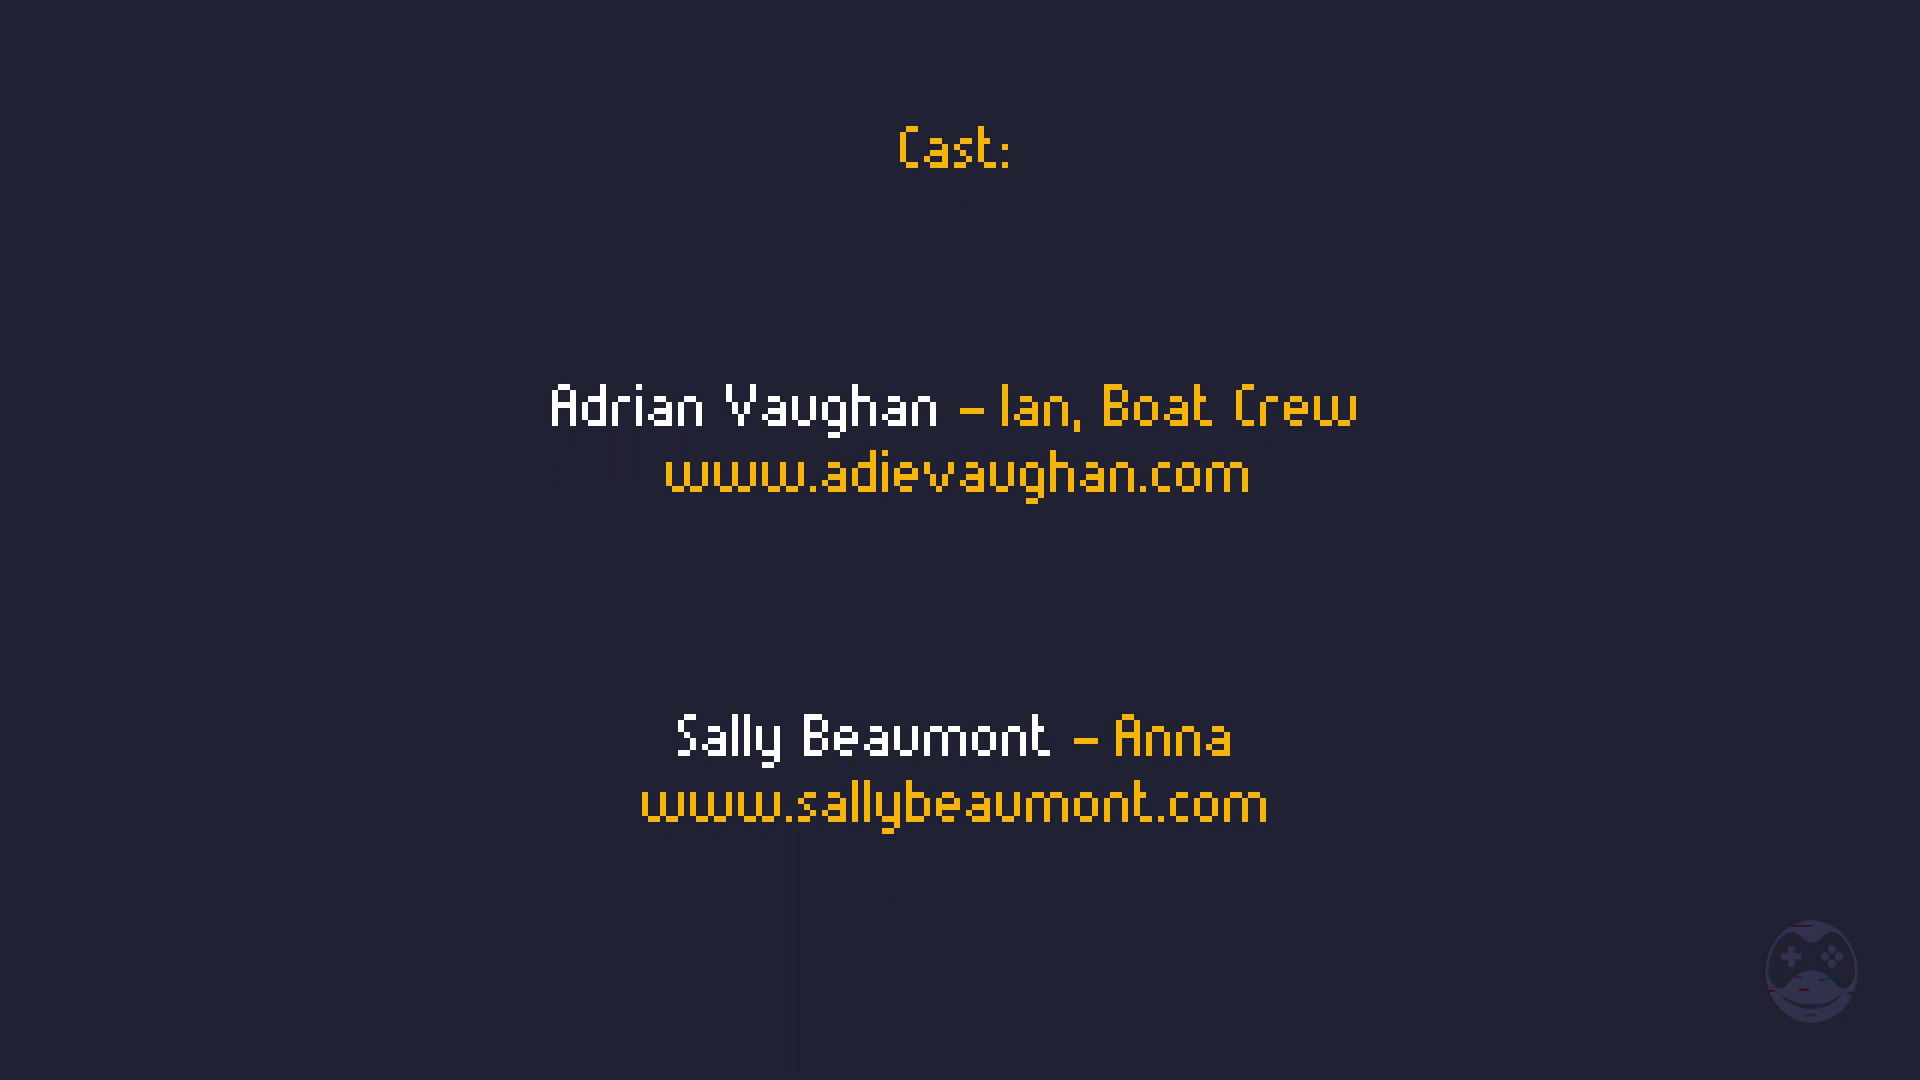 Cast:
Adrian Vaughan – Ian, Boat Crew
www.adievaughan.com
Sally Beaumont – Anna
www.sallybeaumont.com